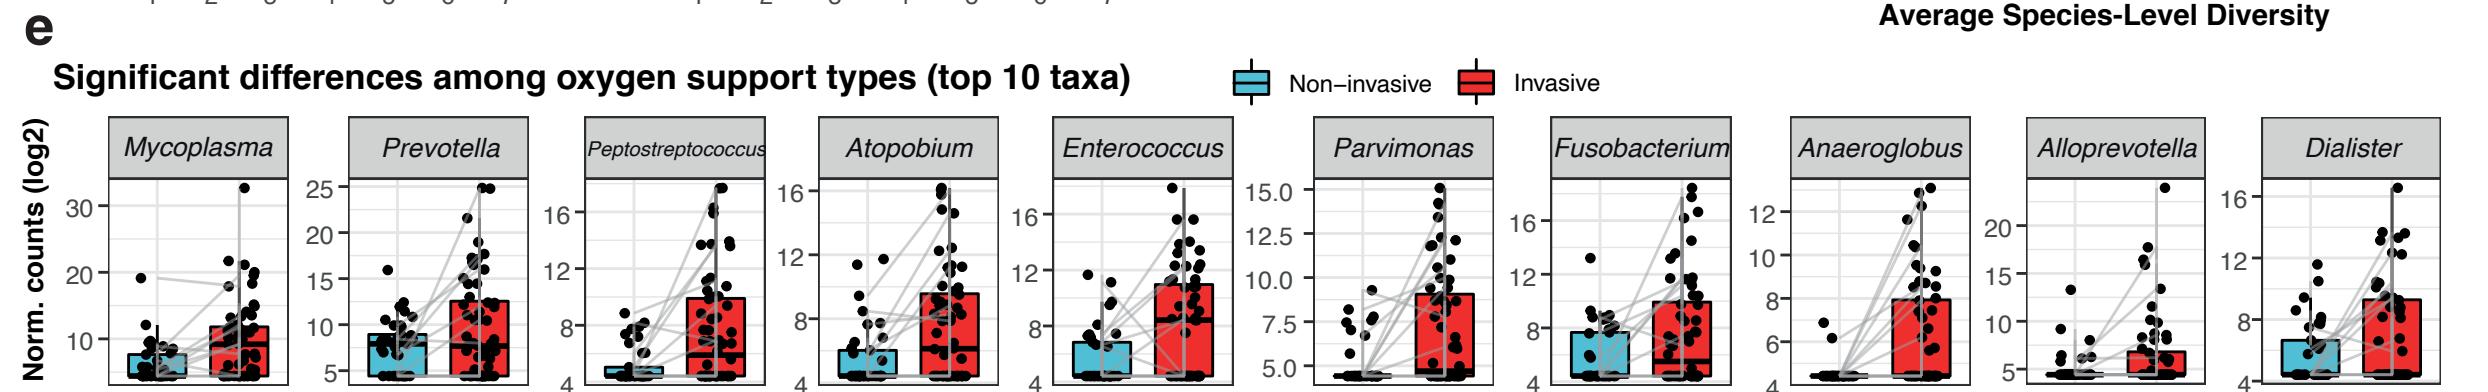 Average Species-Level Diversity
e
Significant differences among oxygen support types (top 10 taxa)
Non−invasive
Invasive
Norm. counts (log2)
Mycoplasma
Prevotella
Peptostreptococcus
Atopobium
Enterococcus
Parvimonas
Fusobacterium
Anaeroglobus
Alloprevotella
Dialister
30
20
10
25
20
15
10
5
16
12
8
4
16
12
8
4
16
12
8
4
15.0
12.5
10.0
7.5
5.0
16
12
8
4
12
10
8
6
4
20
15
10
5
16
12
8
4